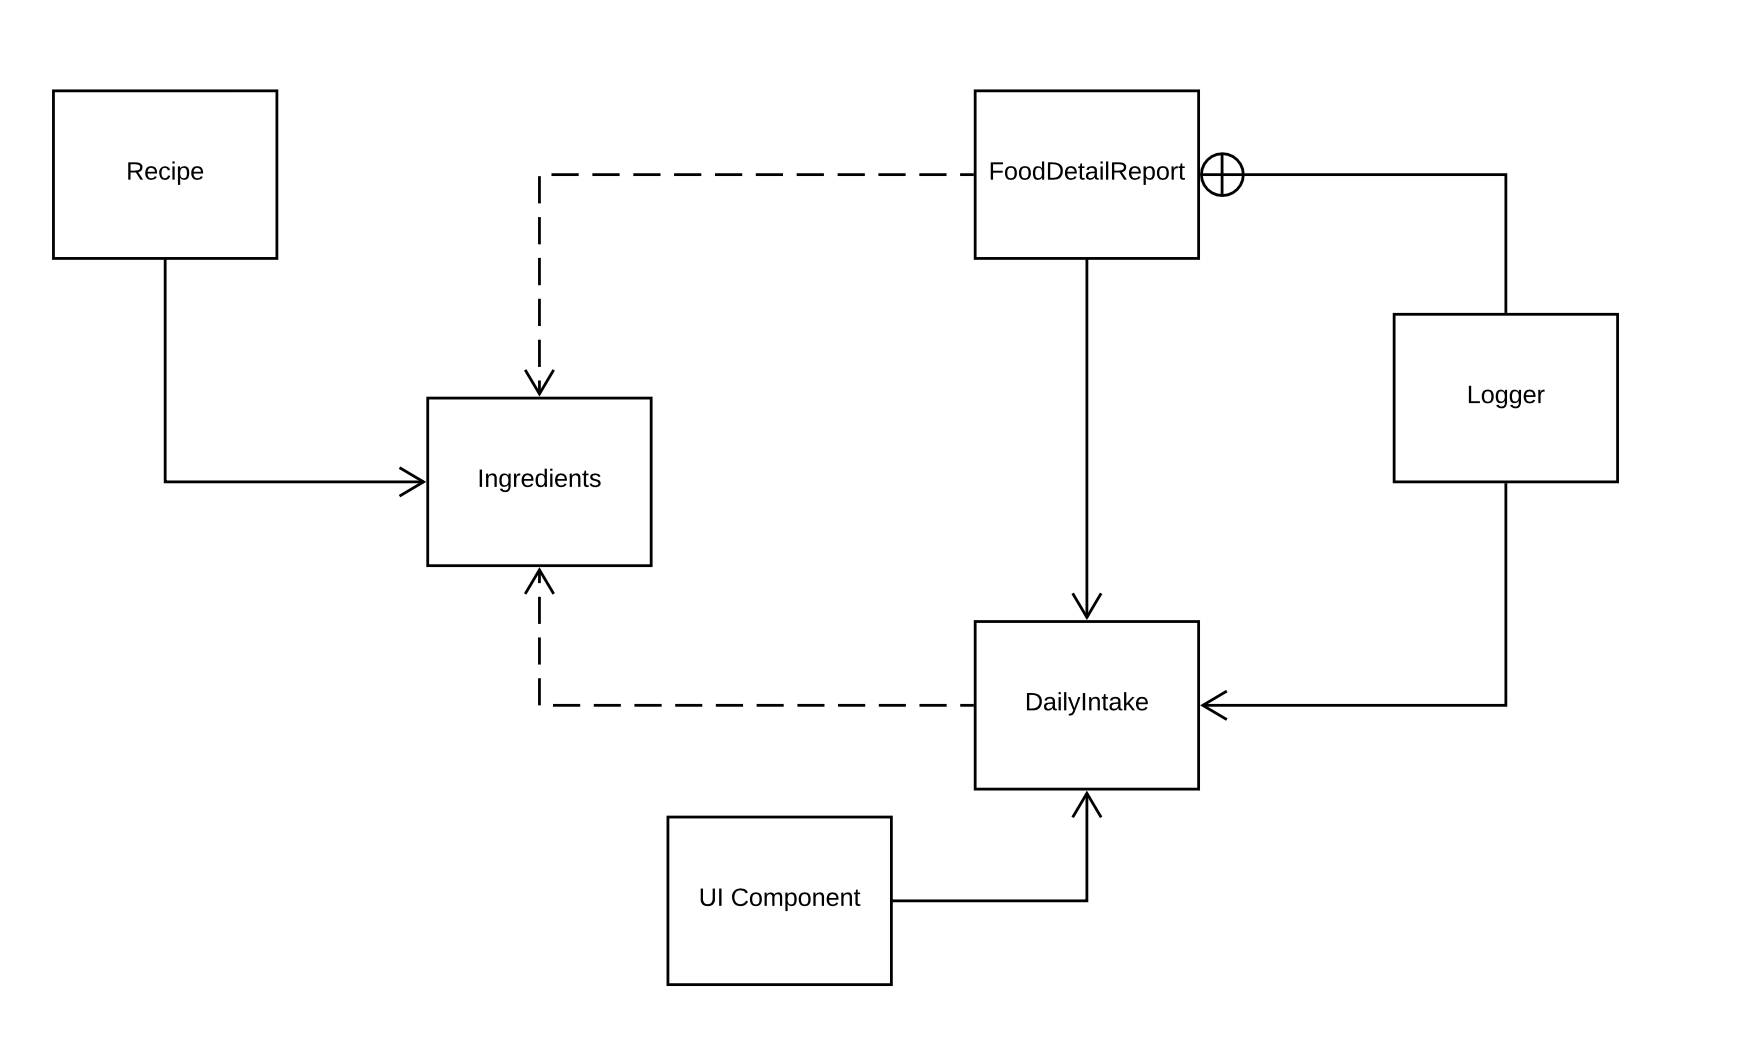 Recipe
FoodDetailReport
Logger
Ingredients
DailyIntake
UI Component